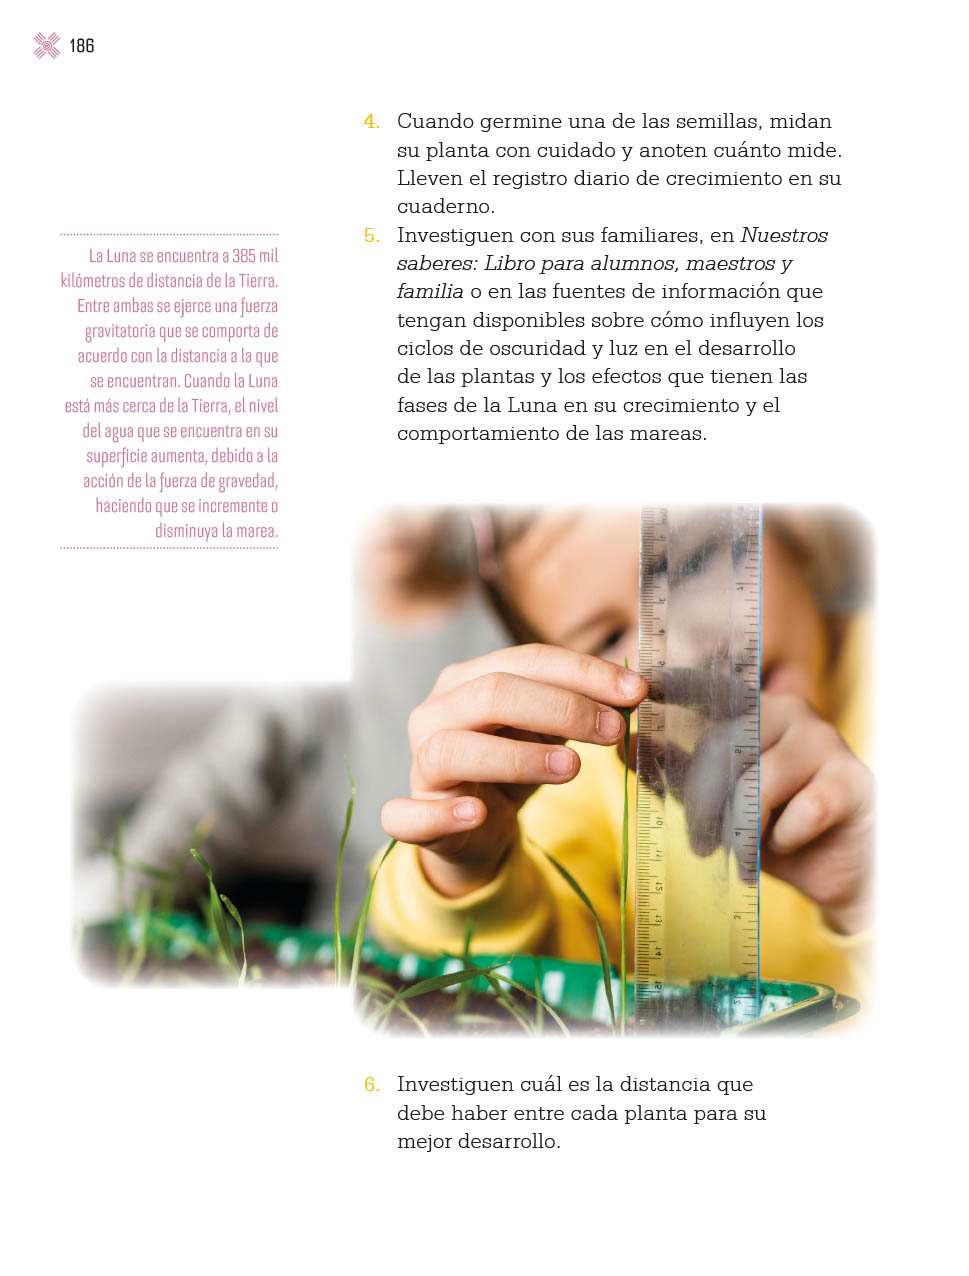 186
4. Cuando germine una de las semillas, midan
su planta con cuidado y anoten cuánto mide.
Lleven el registro diario de crecimiento en su
cuaderno.
5. Investiguen con sus familiares, en Nuestros
saberes: Libro para alumnos, maestros y
familia o en las fuentes de información que
tengan disponibles sobre cómo influyen los
ciclos de oscuridad y luz en el desarrollo
de las plantas y los efectos que tienen las
fases de la Luna en su crecimiento y el
comportamiento de las mareas.
La Luna se encuentra a 385 mil
kilómetros de distancia de la Tierra.
Entre ambas se ejerce una fuerza
gravitatoria que se comporta de
acuerdo con la distancia a la que
se encuentran. Cuando la Luna
está más cerca de la Tierra, el nivel
del agua que se encuentra en su
superficie aumenta, debido a la
acción de la fuerza de gravedad,
haciendo que se incremente o
disminuya la marea.
6. Investiguen cuál es la distancia que
debe haber entre cada planta para su
mejor desarrollo.